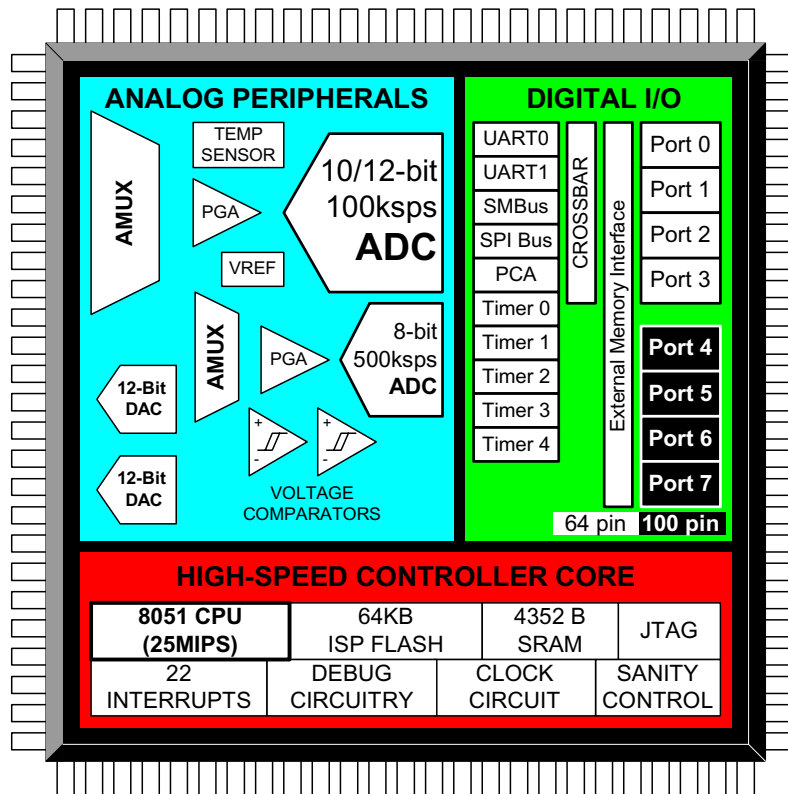 ANALOG PERIPHERALS
AMUX
TEMP
SENSOR
PGA
VREF
10/12-bit
100ksps
ADC
AMUX
PGA
8-bit
500ksps
ADC
12-Bit
DAC
12-Bit
DAC
+
-
+
-
VOLTAGE
COMPARATORS
DIGITAL I/O
UART0
UART1
SMBus
SPI Bus
PCA
Timer 0
Timer 1
Timer 2
Timer 3
Timer 4
CROSSBAR
External Memory Interface
Port 0
Port 1
Port 2
Port 3
Port 4
Port 5
Port 6
Port 7
64 pin 100 pin
HIGH-SPEED CONTROLLER CORE
8051 CPU
(25MIPS)
64KB
ISP FLASH
4352 B
SRAM
JTAG
22
INTERRUPTS
DEBUG
CIRCUITRY
CLOCK
CIRCUIT
SANITY
CONTROL